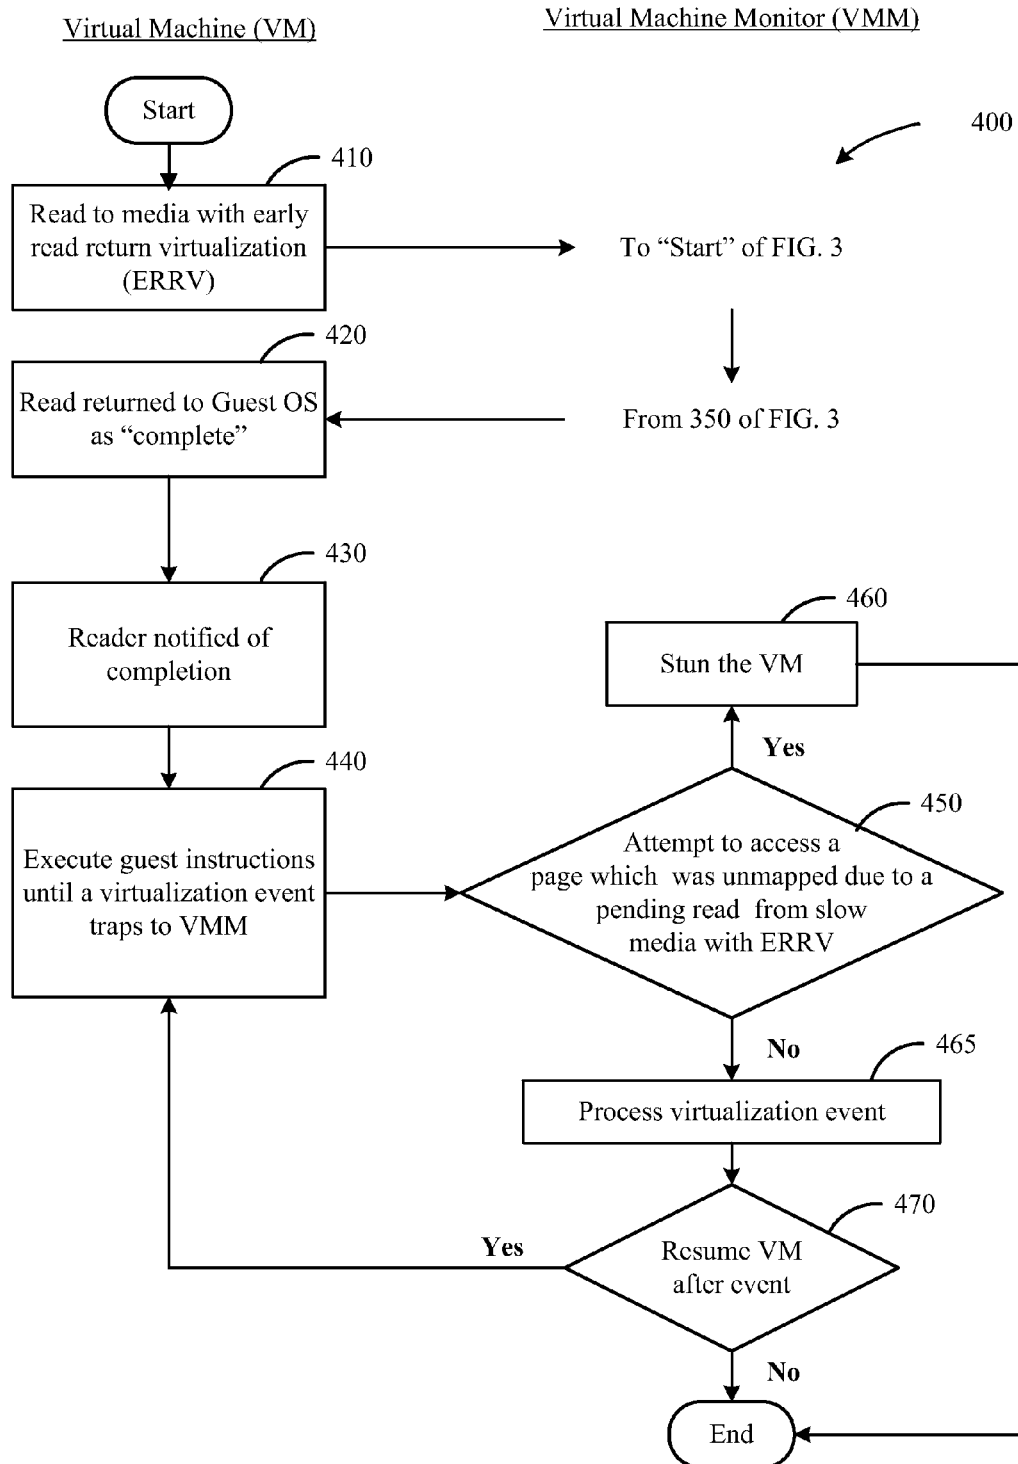 Virtual Machine (VM)
Virtual Machine Monitor (VMM)
Start
400
410
Read to media with early
read return virtualization
(ERRV)
To “Start” of FIG. 3
420
Read returned to Guest OS
as “complete”
From 350 of FIG. 3
430
Reader notified of
completion
460
Stun the VM
Yes
440
Execute guest instructions
until a virtualization event
traps to VMM
450
Attempt to access a
page which was unmapped due to a
pending read from slow
media with ERRV
No
465
Process virtualization event
470
Resume VM
after event
Yes
No
End